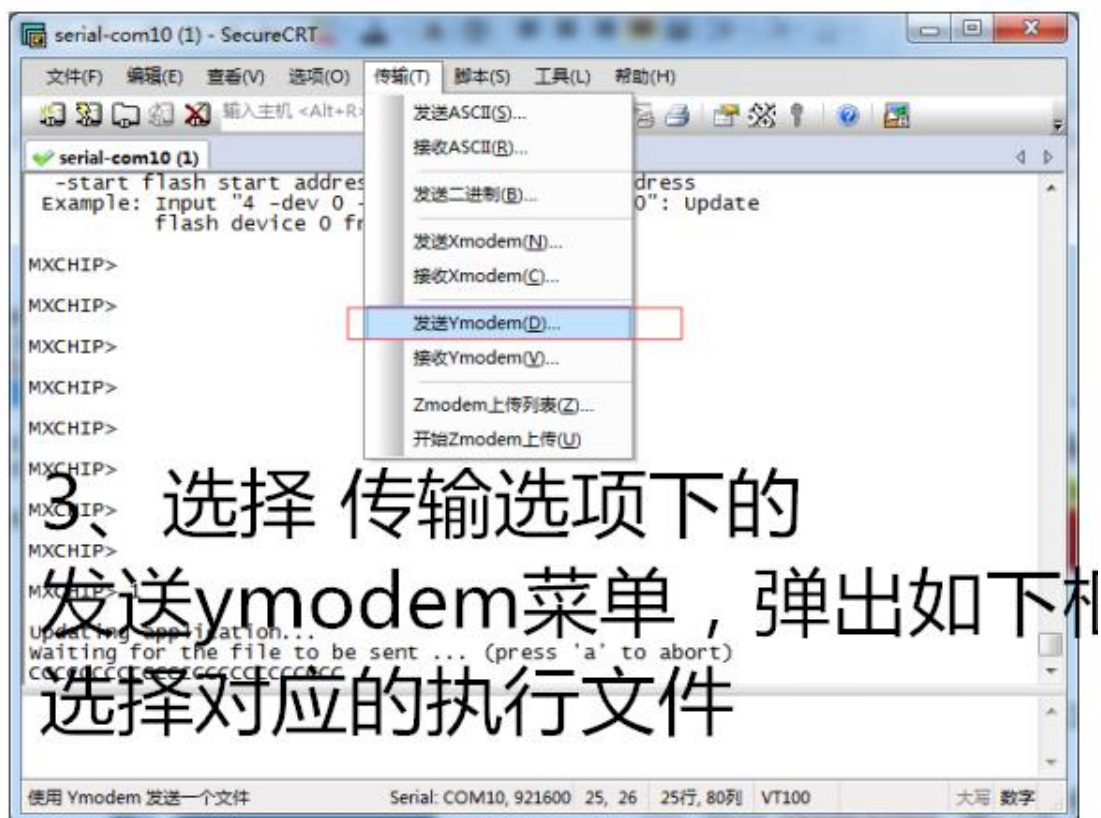 serial-com10 (1) - SecureCRT
文件(F) 编辑(E) 查看(V) 选项(O) 传输(T) 脚本(S) 工具(L) 帮助(H)
输入主机 <Alt+R>
serial-com10 (1)
发送ASCII(S)...
接收ASCII(R)...
发送二进制(B)...
发送Xmodem(N)...
接收Xmodem(C)...
发送Ymodem(D)...
接收Ymodem(V)...
Zmodem上传列表(Z)...
开始Zmodem上传(U)
-start flash start addres dress
Example: Input "4 -dev 0 - 0": Update
flash device 0 fr
MXCHIP>
MXCHIP>
MXCHIP>
MXCHIP>
MXCHIP>
MXCHIP>
MXCHIP>
MXCHIP>
MXCHIP> 1
Updating application...
Waiting for the file to be sent ... (press 'a' to abort)
3、选择 传输选项下的
发送ymodem菜单，弹出如下框
选择对应的执行文件
使用 Ymodem 发送一个文件 Serial: COM10, 921600 25, 26 25行, 80列 VT100 大写 数字